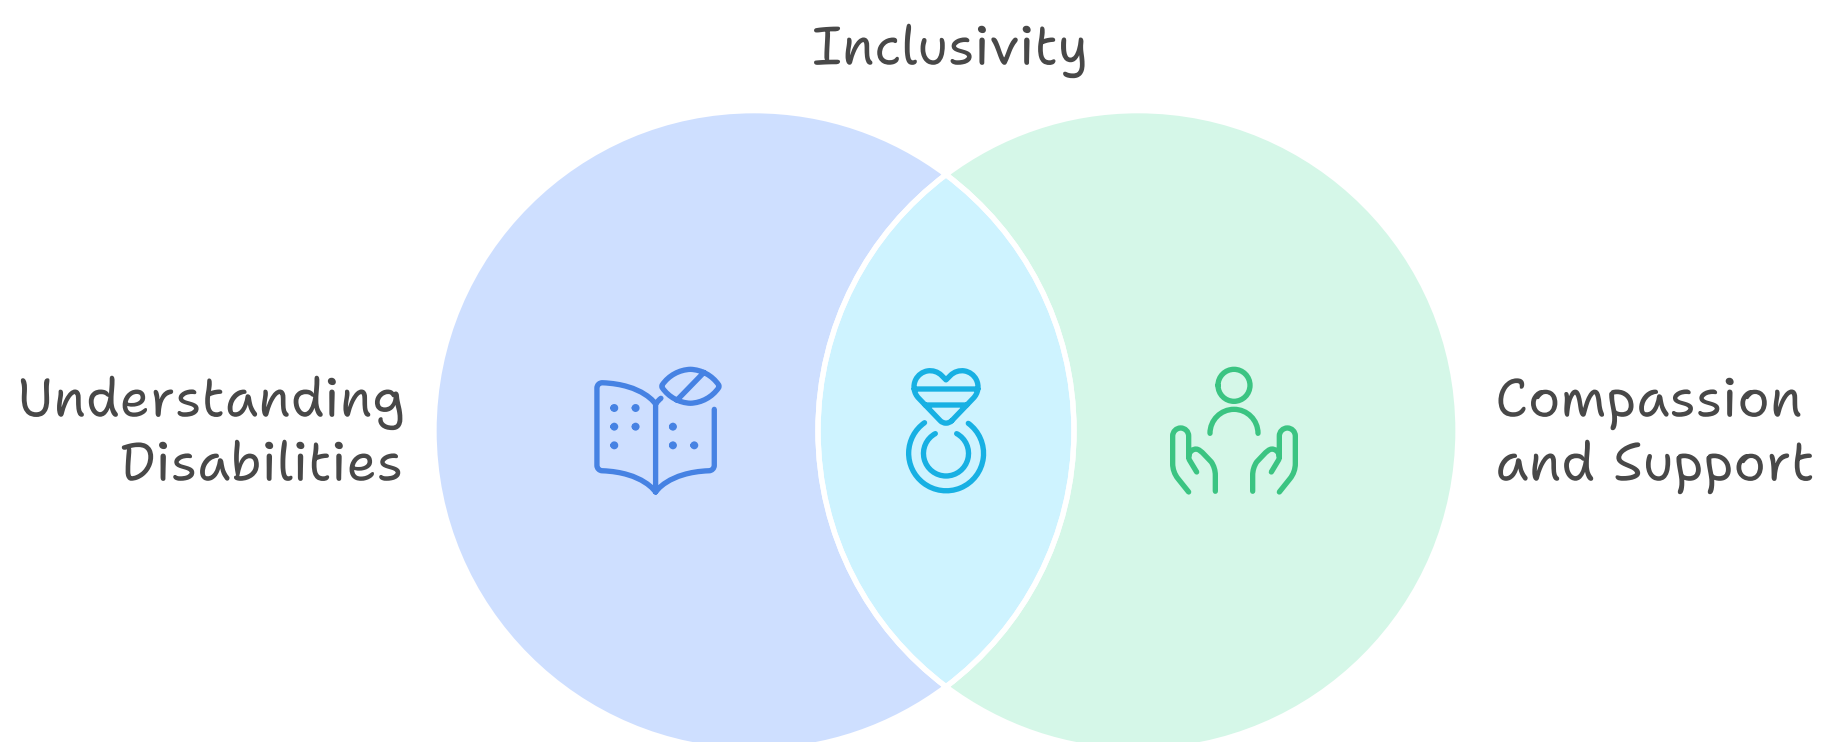 Inclusivity
Understanding
Disabilities
Compassion
and Support